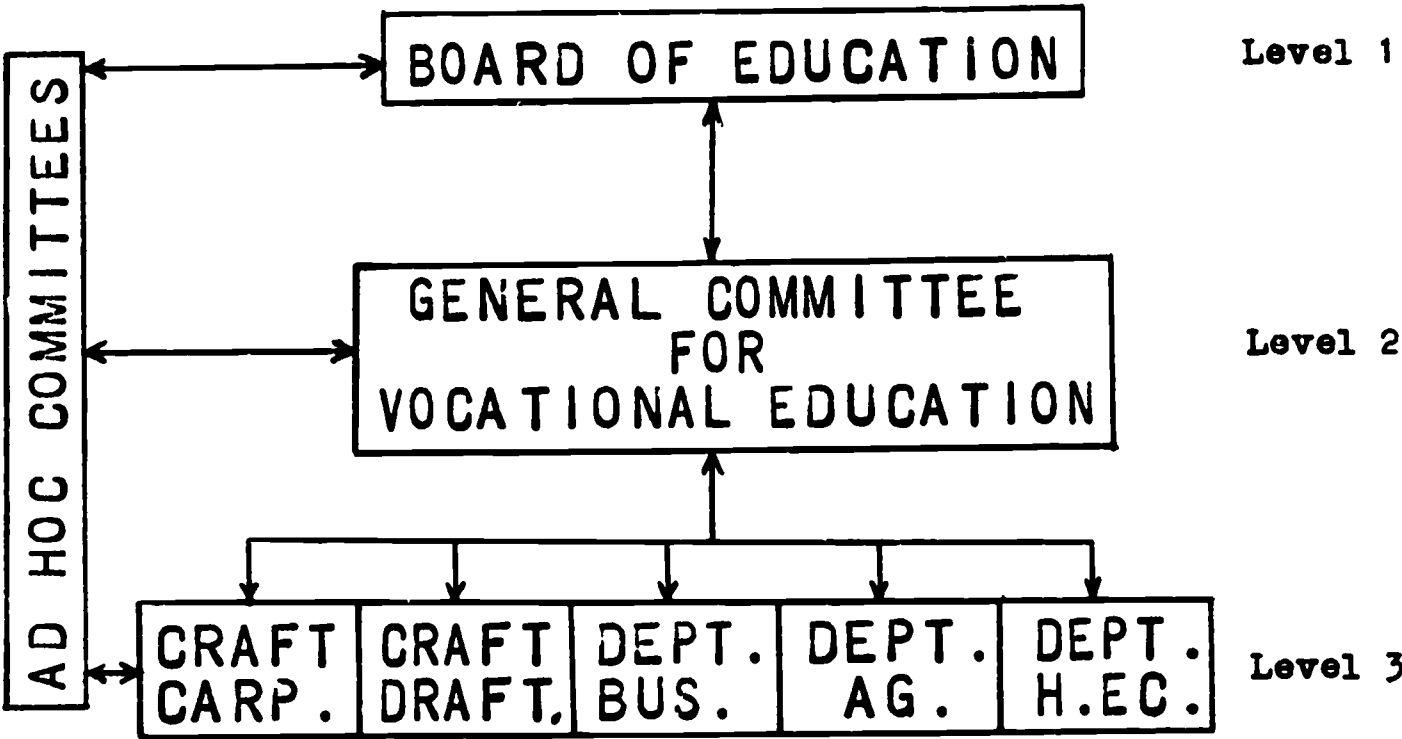 AD HOC COMMITTEES
BOARD OF EDUCATION
Level 1
GENERAL COMMITTEE
FOR
VOCATIONAL EDUCATION
Level 2
CRAFT
CARP.
CRAFT
DRAFT.
DEPT.
BUS.
DEPT.
AG.
DEPT.
H.EC.
Level 3